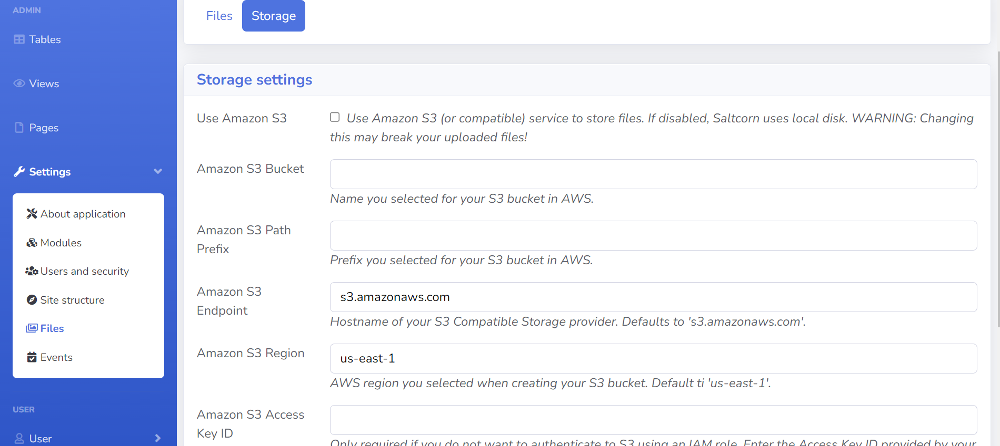 ADMIN
Tables
Views
Pages
Settings
About application
Modules
Users and security
Site structure
Files
Events
USER
User
Files
Storage
Storage settings
Use Amazon S3
Use Amazon S3 (or compatible) service to store files. If disabled, Saltcorn uses local disk. WARNING: Changing
this may break your uploaded files!
Amazon S3 Bucket
Name you selected for your S3 bucket in AWS.
Amazon S3 Path
Prefix
Prefix you selected for your S3 bucket in AWS.
Amazon S3
Endpoint
s3.amazonaws.com
Hostname of your S3 Compatible Storage provider. Defaults to 's3.amazonaws.com'.
Amazon S3 Region
us-east-1
AWS region you selected when creating your S3 bucket. Default ti 'us-east-1'.
Amazon S3 Access
Key ID
Only required if you do not want to authenticate to S3 using an IAM role. Enter the Access Key ID provided by your